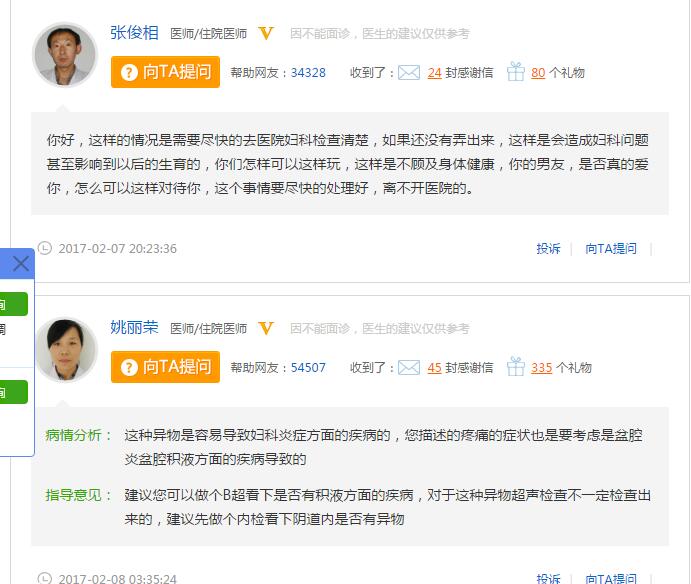 张俊相 医师/住院医师 V 因不能面诊，医生的建议仅供参考
? 向TA提问 帮助网友：34328 收到了： 24 封感谢信 80 个礼物
你好，这样的情况是需要尽快的去医院妇科检查清楚，如果还没有弄出来，这样是会造成妇科问题
甚至影响到以后的生育的，你们怎样可以这样玩，这样是不顾及身体健康，你的男友，是否真的爱
你，怎么可以这样对待你，这个事情要尽快的处理好，离不开医院的。
2017-02-07 20:23:36 投诉 | 向TA提问 |
询
姚丽荣 医师/住院医师 V 因不能面诊，医生的建议仅供参考
? 向TA提问 帮助网友：54507 收到了： 45 封感谢信 335 个礼物
询
病情分析： 这种异物是容易导致妇科炎症方面的疾病的，您描述的疼痛的症状也是要考虑是盆腔
炎盆腔积液方面的疾病导致的
指导意见： 建议您可以做个B超看下是否有积液方面的疾病，对于这种异物超声检查不一定检查出
来的，建议先做个内检看下阴道内是否有异物
2017-02-08 03:35:24 投诉 | 向TA提问 |